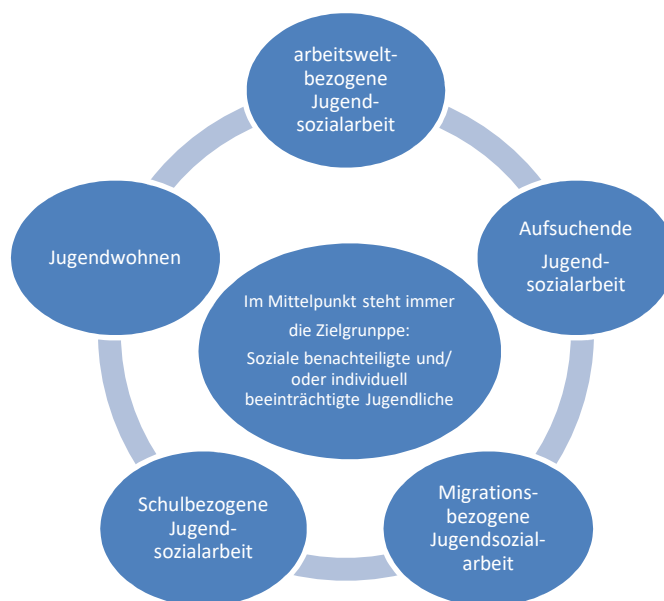 arbeitswelt-
bezogene
Jugend-
sozialarbeit
Aufsuchende
Jugend-
sozialarbeit
Jugendwohnen
Im Mittelpunkt steht immer
die Zielgrunppe:
Soziale benachteiligte und/
oder individuell
beeinträchtigte Jugendliche
Schulbezogene
Jugend-
sozialarbeit
Migrations-
bezogene
Jugendsozial-
arbeit